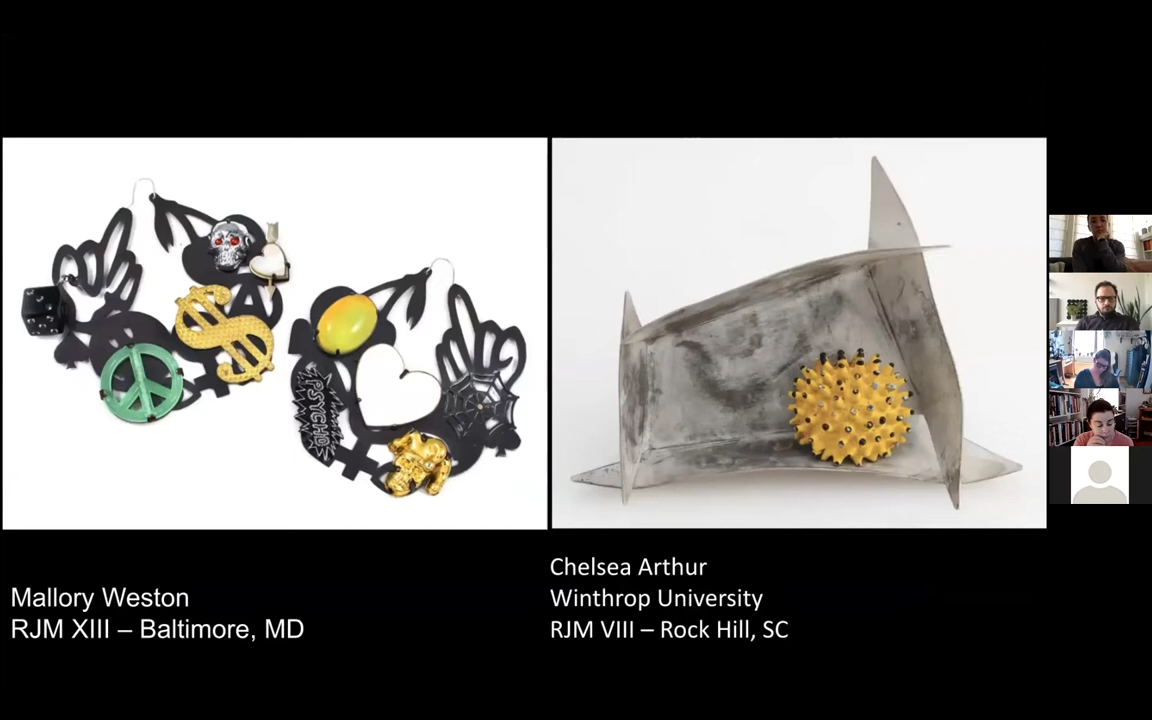 PSYCHO
Mallory Weston
RJM XIII – Baltimore, MD
Chelsea Arthur
Winthrop University
RJM VIII – Rock Hill, SC